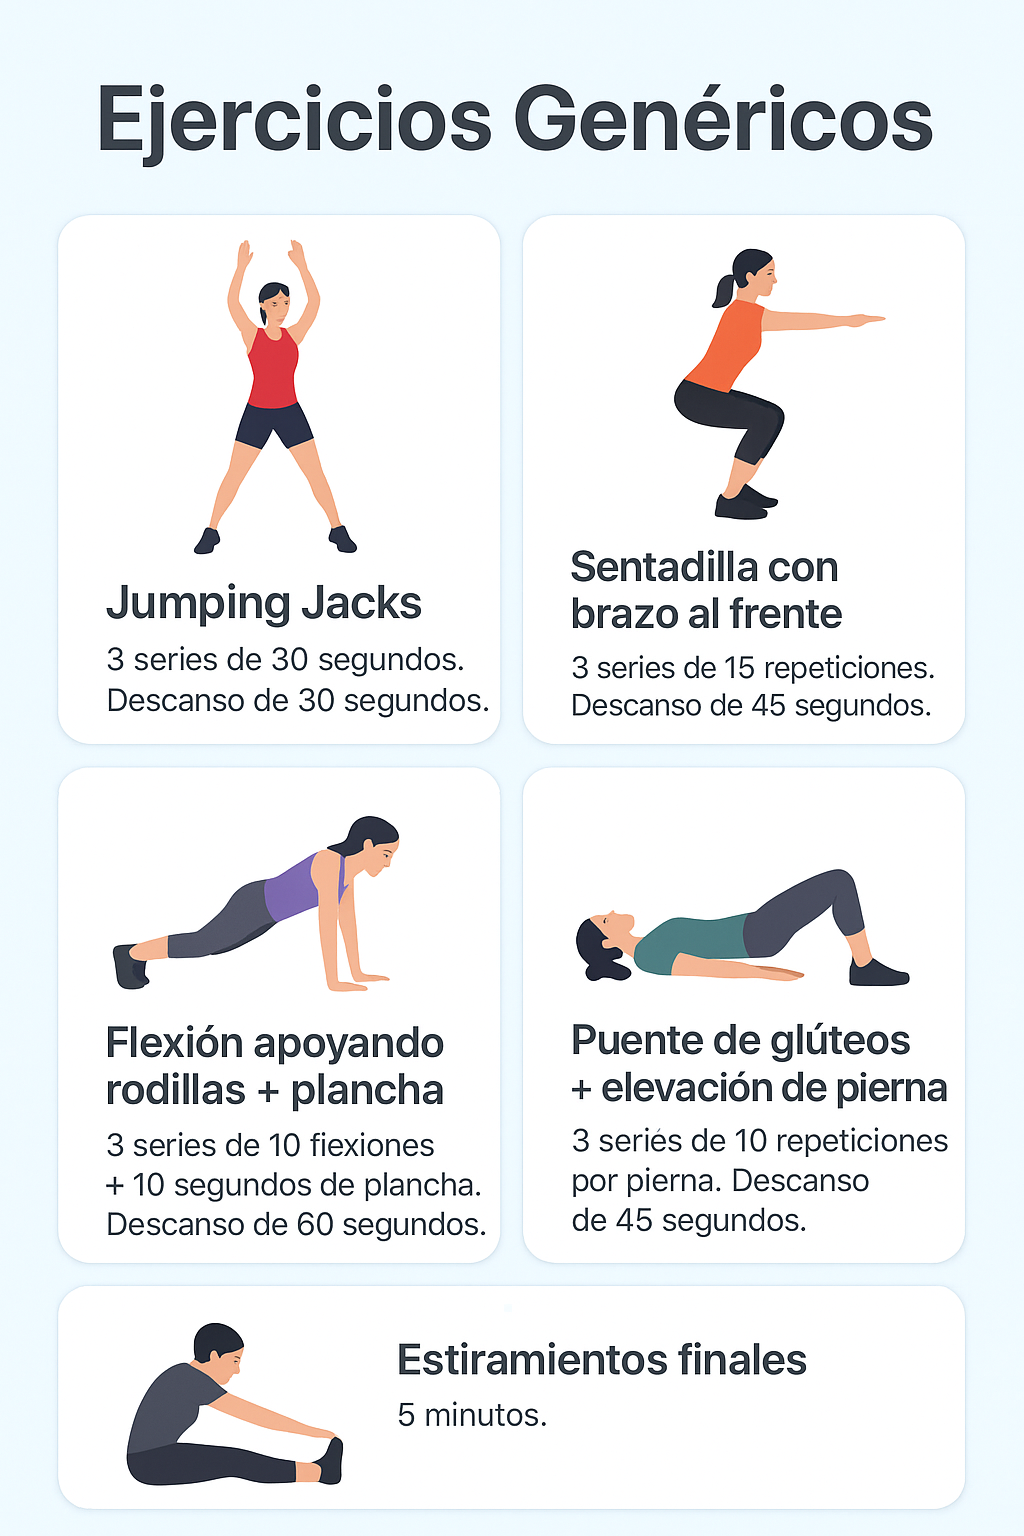 Ejercicios Genéricos
Jumping Jacks
3 series de 30 segundos.
Descanso de 30 segundos.
Sentadilla con
brazo al frente
3 series de 15 repeticiones.
Descanso de 45 segundos.
Flexión apoyando
rodillas + plancha
3 series de 10 fiexiones
+ 10 segundos de plancha.
Descanso de 60 segundos.
Puente de glúteos
+ elevación de pierna
3 seriés de 10 repeticiones
por pierna. Descanso
de 45 segundos.
Estiramientos finales
5 minutos.